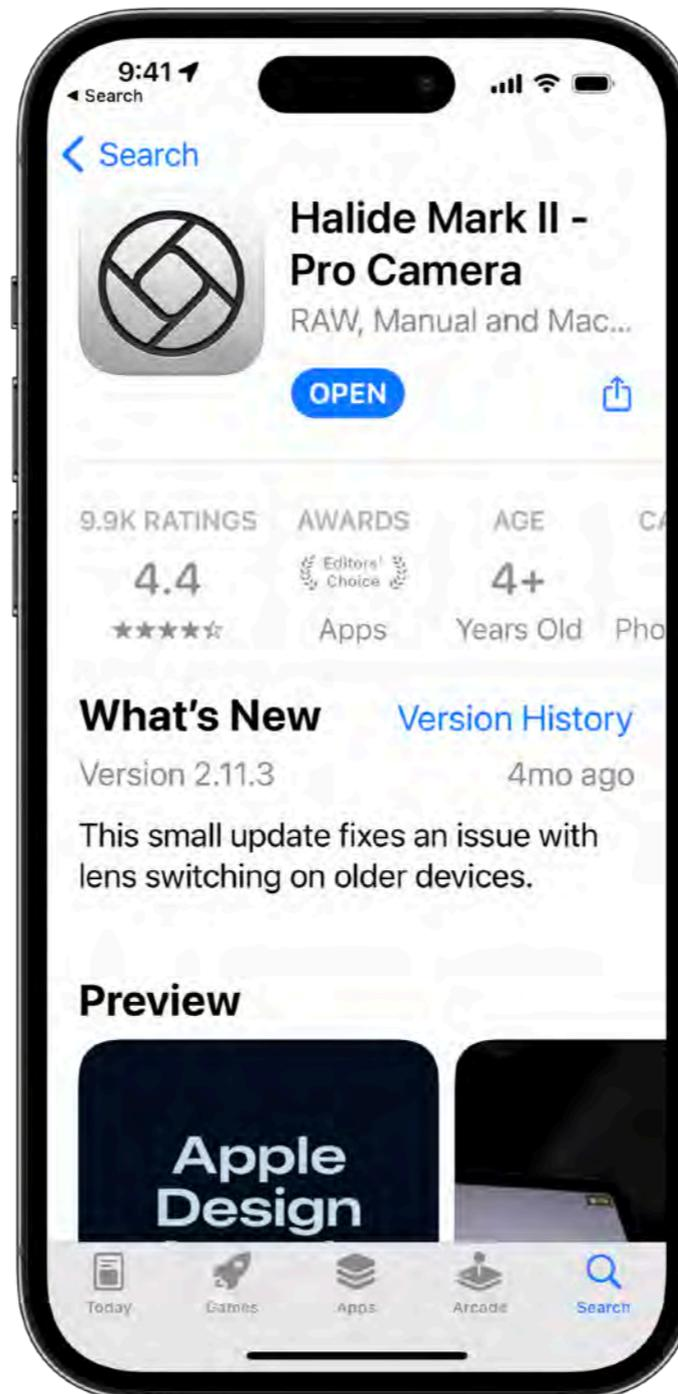 9:41
◀ Search
Search
Halide Mark II -
Pro Camera
RAW, Manual and Mac...
OPEN
9.9K RATINGS AWARDS AGE CA
4.4 Editors' Choice 4+
★★★★☆ Apps Years Old Pho
What's New Version History
Version 2.11.3 4mo ago
This small update fixes an issue with
lens switching on older devices.
Preview
Apple
Design
Today Games Apps Arcade Search